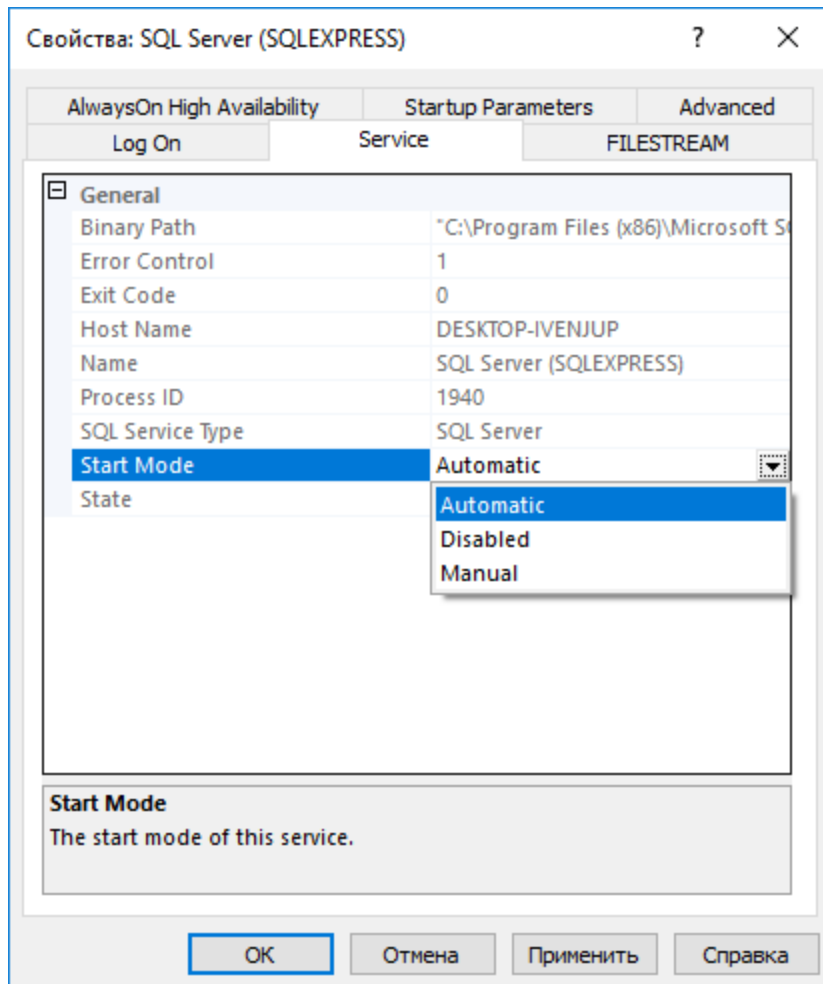 Свойства: SQL Server (SQLEXPRESS)
AlwaysOn High Availability Startup Parameters Advanced
Log On Service FILESTREAM
General
Binary Path "C:\Program Files (x86)\Microsoft
Error Control 1
Exit Code 0
Host Name DESKTOP-IVENJUP
Name SQL Server (SQLEXPRESS)
Process ID 1940
SQL Service Type SQL Server
Start Mode Automatic
State Automatic
Disabled
Manual
Start Mode
The start mode of this service.
OK Отмена Применить Справка